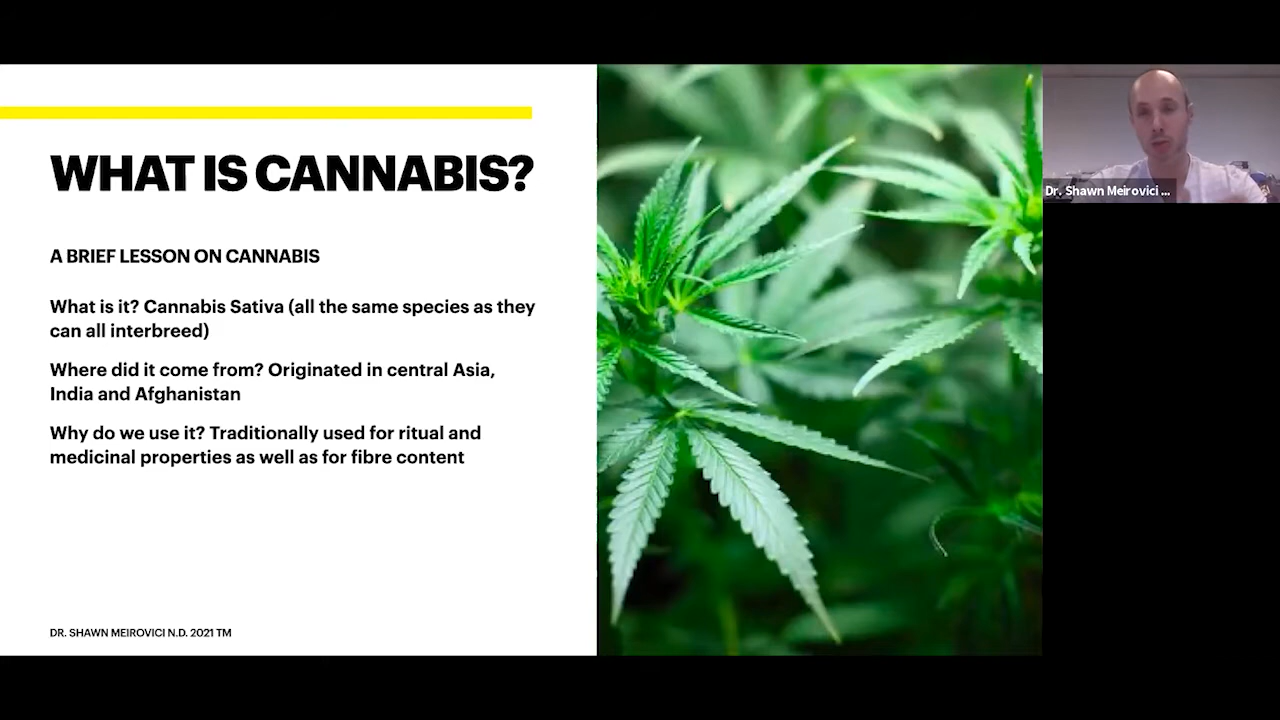 WHAT IS CANNABIS?
A BRIEF LESSON ON CANNABIS
What is it? Cannabis Sativa (all the same species as they
can all interbreed)
Where did it come from? Originated in central Asia,
India and Afghanistan
Why do we use it? Traditionally used for ritual and
medicinal properties as well as for fibre content
DR. SHAWN MEIROVICI N.D. 2021 TM
Dr. Shawn Meirovici ...